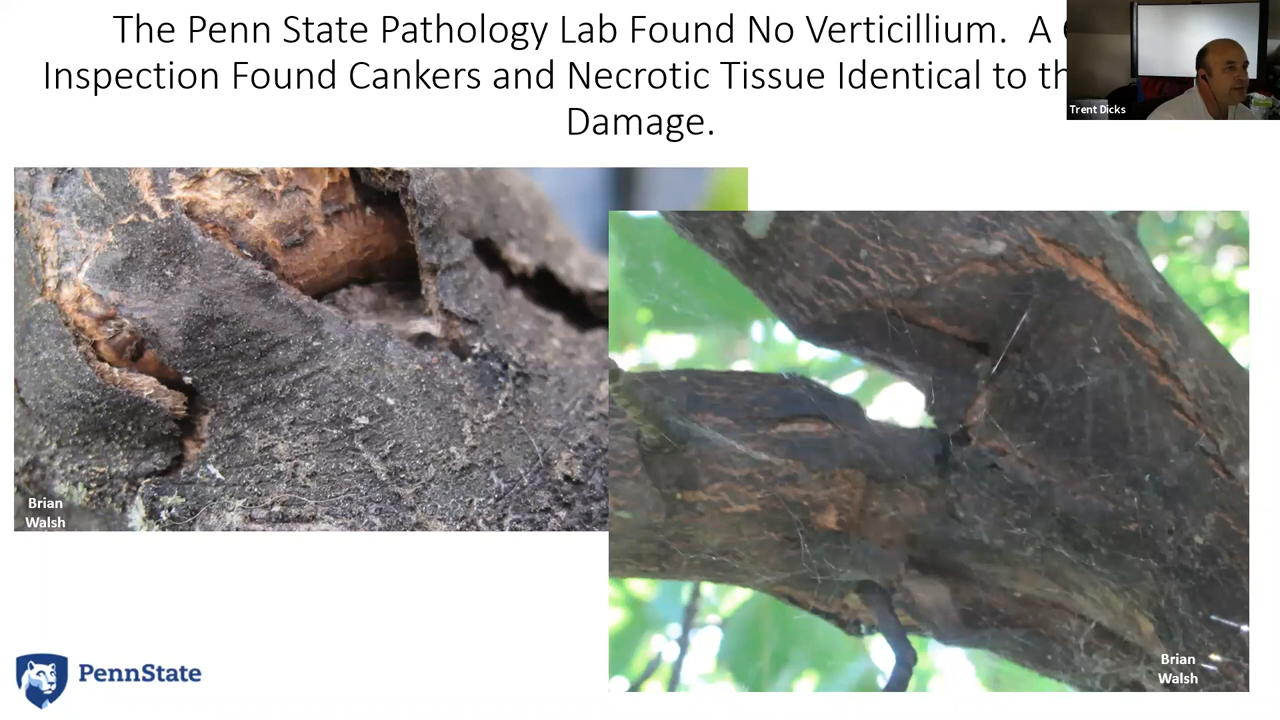 The Penn State Pathology Lab Found No Verticillium. A
Inspection Found Cankers and Necrotic Tissue Identical to
Damage.
Trent Dicks
Brian
Walsh
Brian
Walsh
PennState